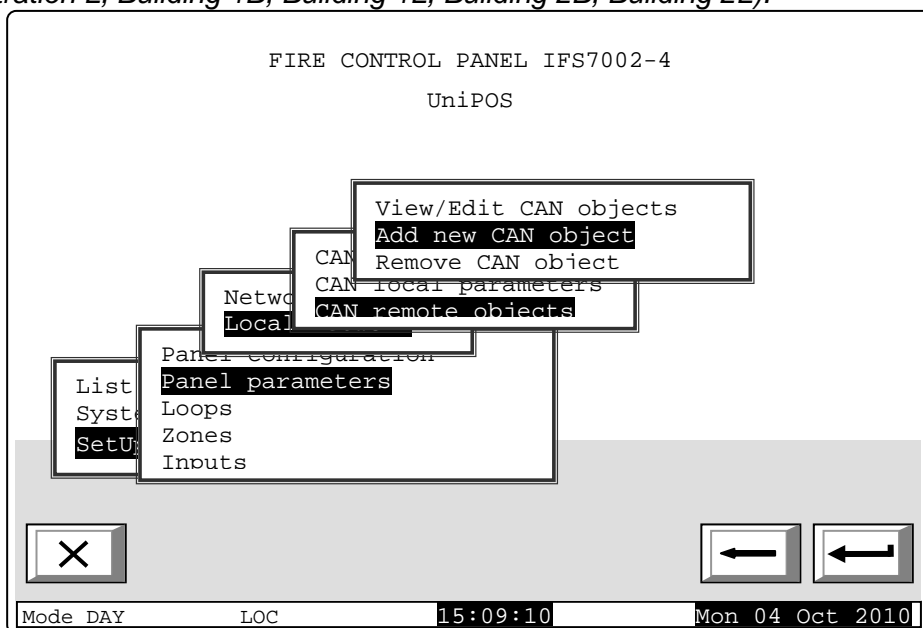 Building 1B, Building 1L, Building 2B, Building 2L).
FIRE CONTROL PANEL IFS7002-4
UniPOS
View/Edit CAN objects
Add new CAN object
Remove CAN object
CAN
CAN local parameters
CAN remote objects
Netwo
Local
Panel configuration
Panel parameters
Loops
Zones
Inputs
List
Syste
SetUp
Mode DAY LOC 15:09:10 Mon 04 Oct 2010